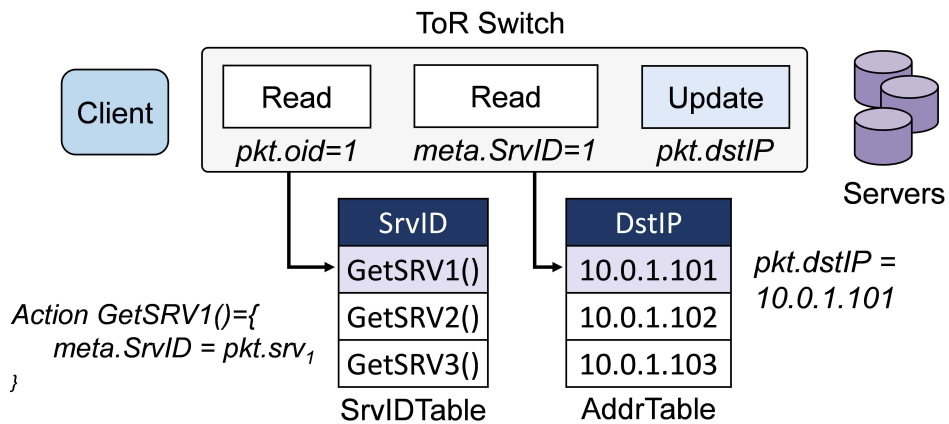 ToR Switch
Client
Read
Read
Update
pkt.oid=1
meta.SrvID=1
pkt.dstIP
Servers
SrvID
GetSRV1()
GetSRV2()
GetSRV3()
SrvIDTable
DstIP
10.0.1.101
10.0.1.102
10.0.1.103
AddrTable
pkt.dstIP =
10.0.1.101
Action GetSRV1()={
meta.SrvID = pkt.srv₁
}